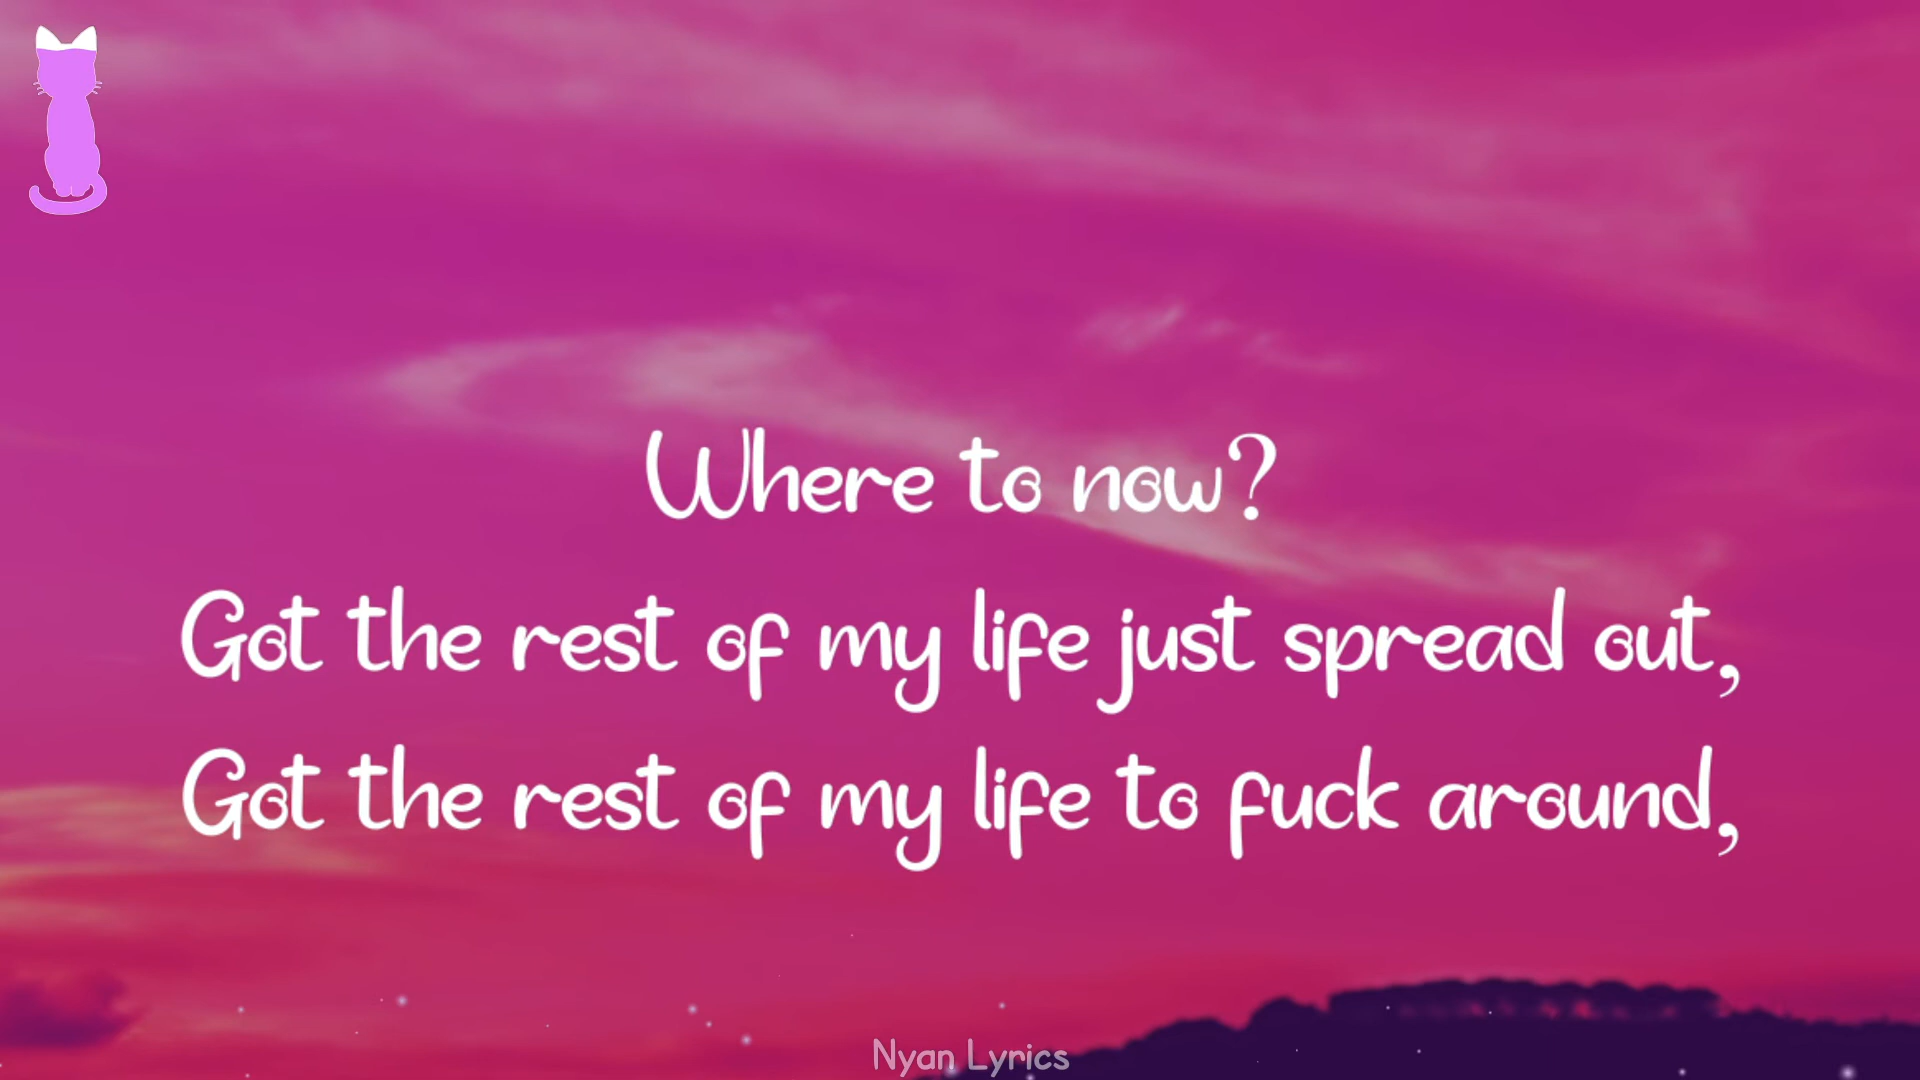 Where to now?
Got the rest of my life just spread out,
Got the rest of my life to fuck around,
Nyan Lyrics